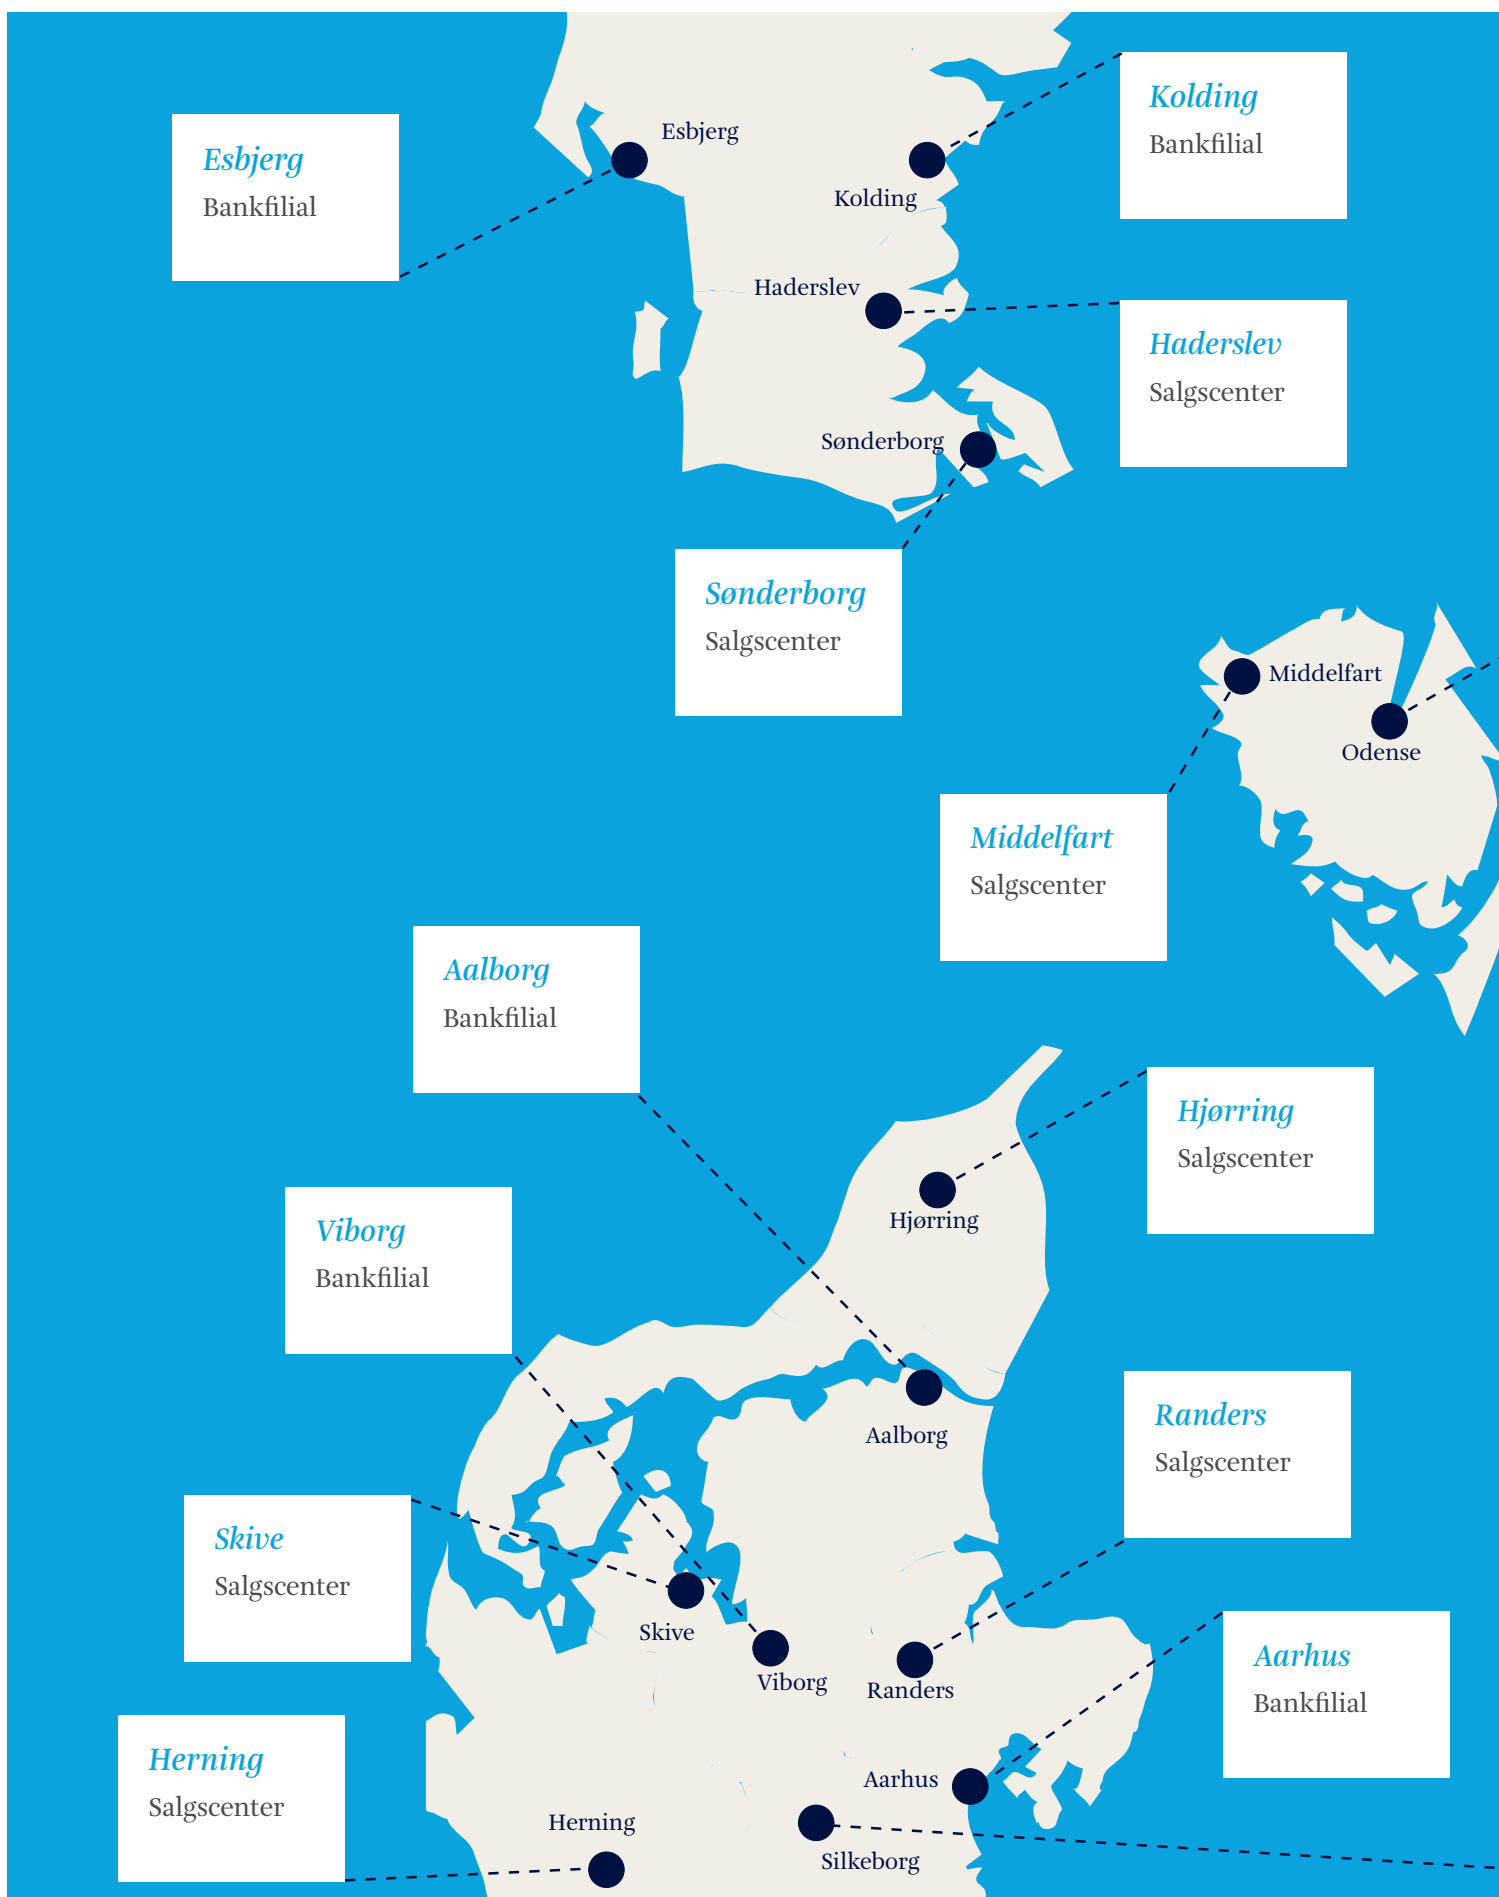 Esbjerg
Kolding
Bankfilial
Esbjerg
Bankfilial
Kolding
Haderslev
Haderslev
Salgscenter
Sønderborg
Sønderborg
Salgscenter
Middelfart
Odense
Middelfart
Salgscenter
Aalborg
Bankfilial
Hjørring
Salgscenter
Hjørring
Viborg
Bankfilial
Aalborg
Randers
Salgscenter
Skive
Salgscenter
Skive
Viborg
Randers
Aarhus
Bankfilial
Herning
Salgscenter
Aarhus
Herning
Silkeborg